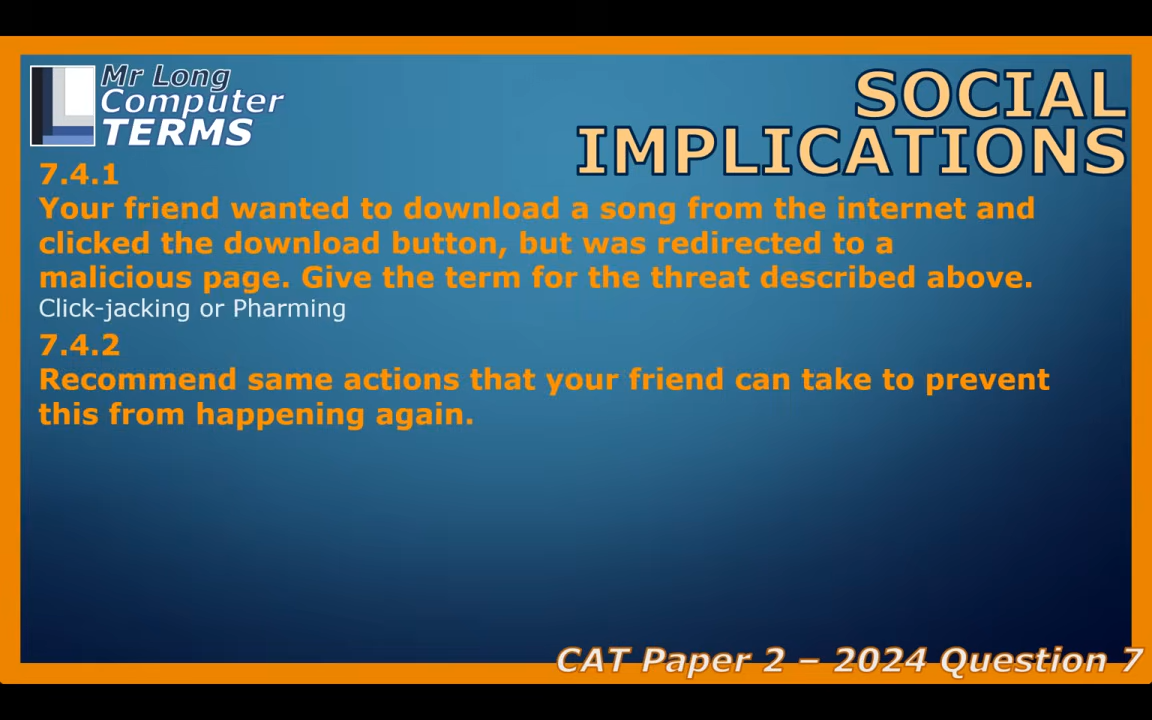 Mr Long
Computer
TERMS
SOCIAL
IMPLICATIONS
7.4.1
Your friend wanted to download a song from the internet and
clicked the download button, but was redirected to a
malicious page. Give the term for the threat described above.
Click-jacking or Pharming
7.4.2
Recommend same actions that your friend can take to prevent
this from happening again.
CAT Paper 2 – 2024 Question 7